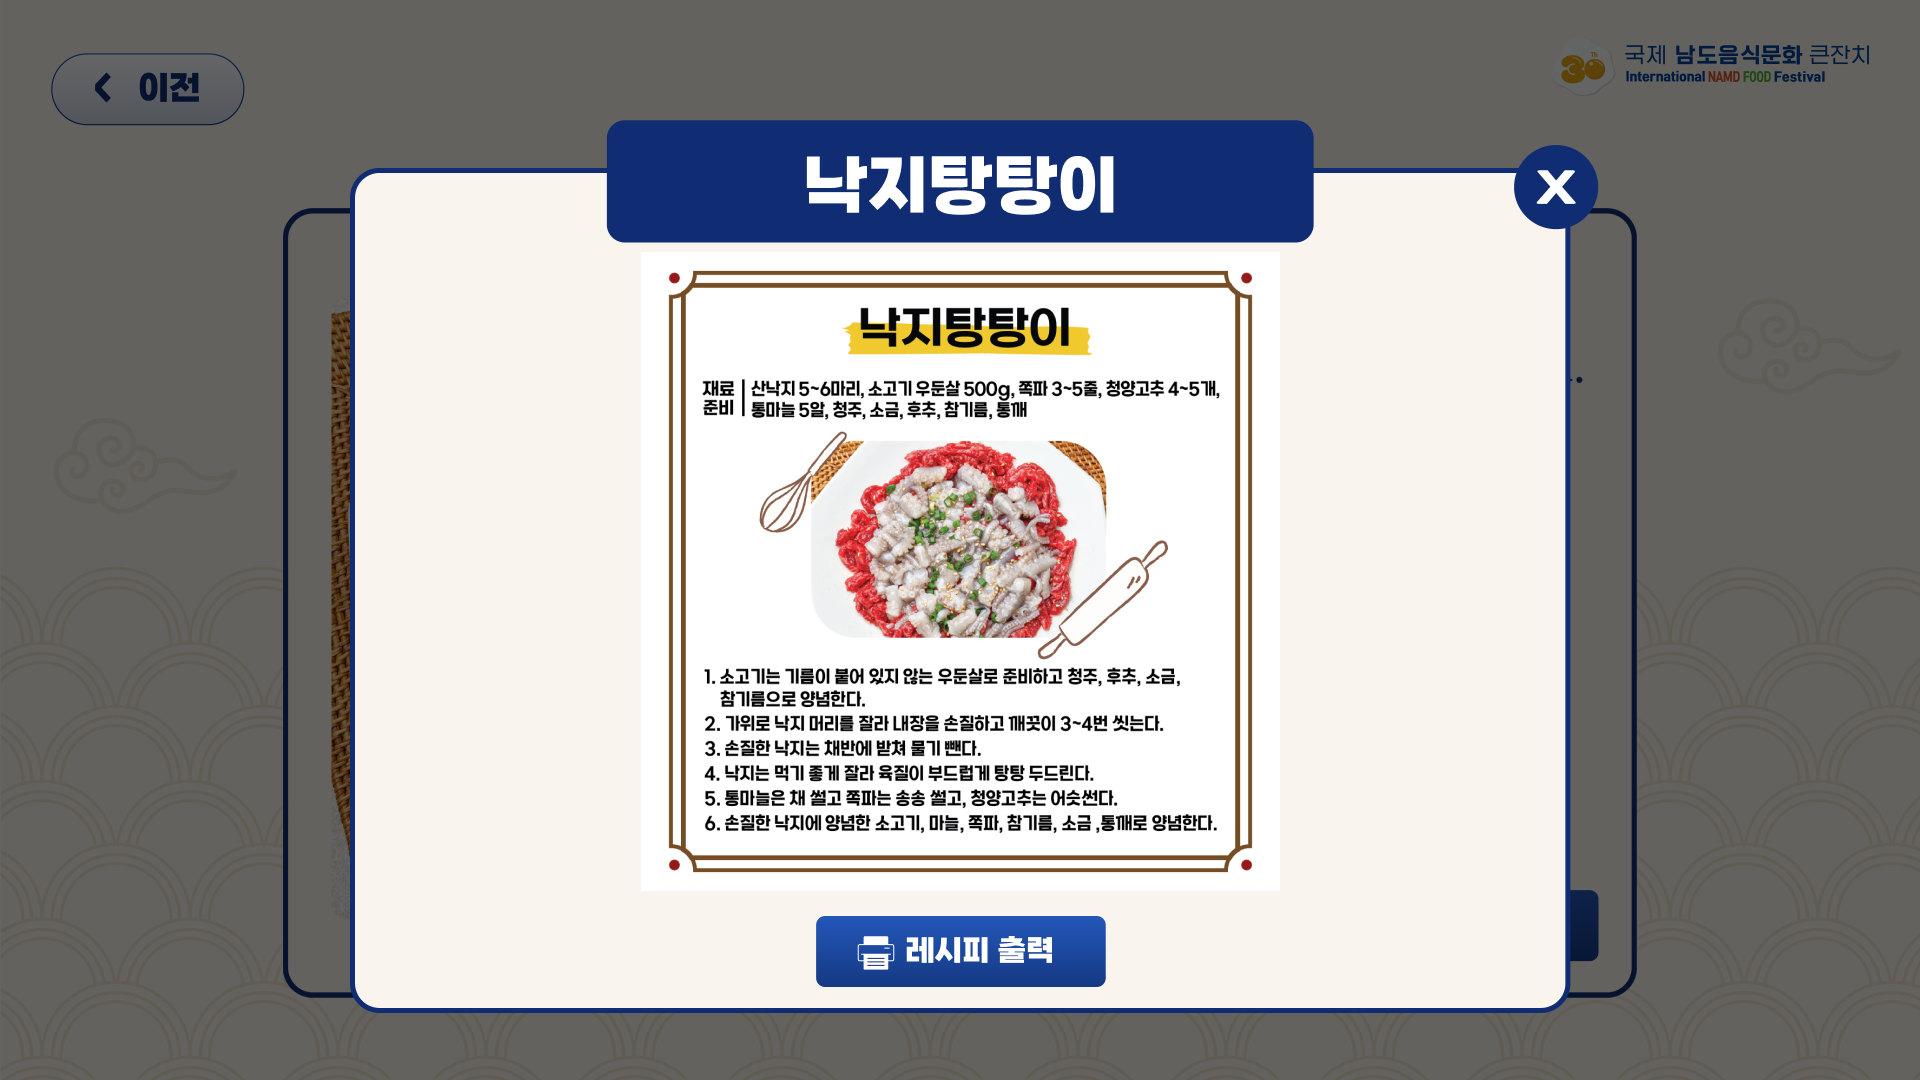 이전
30th
국제 남도음식문화 큰잔치
International NAMD FOOD Festival
낙지탕탕이
X
낙지탕탕이
재료 준비 | 산낙지 5~6마리, 소고기 우둔살 500g, 쪽파 3~5줄, 청양고추 4~5개,
통마늘 5알, 청주, 소금, 후추, 참기름, 통깨
1. 소고기는 기름이 붙어 있지 않는 우둔살로 준비하고 청주, 후추, 소금,
참기름으로 양념한다.
2. 가위로 낙지 머리를 잘라 내장을 손질하고 깨끗이 3~4번 씻는다.
3. 손질한 낙지는 채반에 받쳐 물기 뺀다.
4. 낙지는 먹기 좋게 잘라 육질이 부드럽게 탕탕 두드린다.
5. 통마늘은 채 썰고 쪽파는 송송 썰고, 청양고추는 어슷썬다.
6. 손질한 낙지에 양념한 소고기, 마늘, 쪽파, 참기름, 소금 ,통깨로 양념한다.
레시피 출력